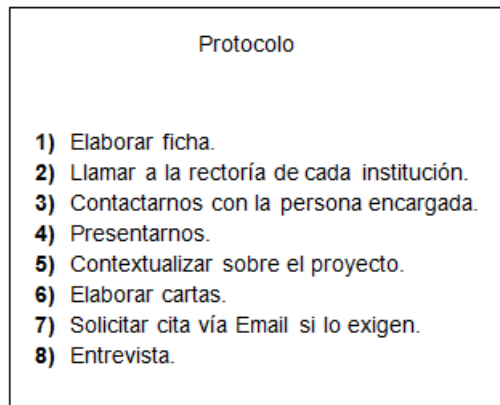 Protocolo
1) Elaborar ficha.
2) Llamar a la rectoría de cada institución.
3) Contactarnos con la persona encargada.
4) Presentarnos.
5) Contextualizar sobre el proyecto.
6) Elaborar cartas.
7) Solicitar cita vía Email si lo exigen.
8) Entrevista.